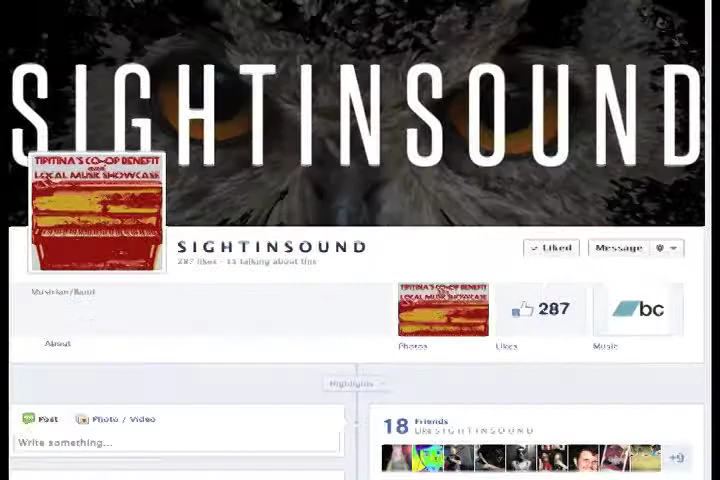 SIGHTINSOUND
TIPITINA'S CO-OP BENEFIT
and
LOCAL MUSIC SHOWCASE
SIGHTINSOUND
287 likes · 11 talking about this
Liked
Message
Musician/Band
About
TIPITINA'S CO-OP BENEFIT
LOCAL MUSIC SHOWCASE
287
bc
Photos
Likes
Music
Highlights
Post
Photo / Video
Write something...
18
Friends
Like SIGHTINSOUND
+9